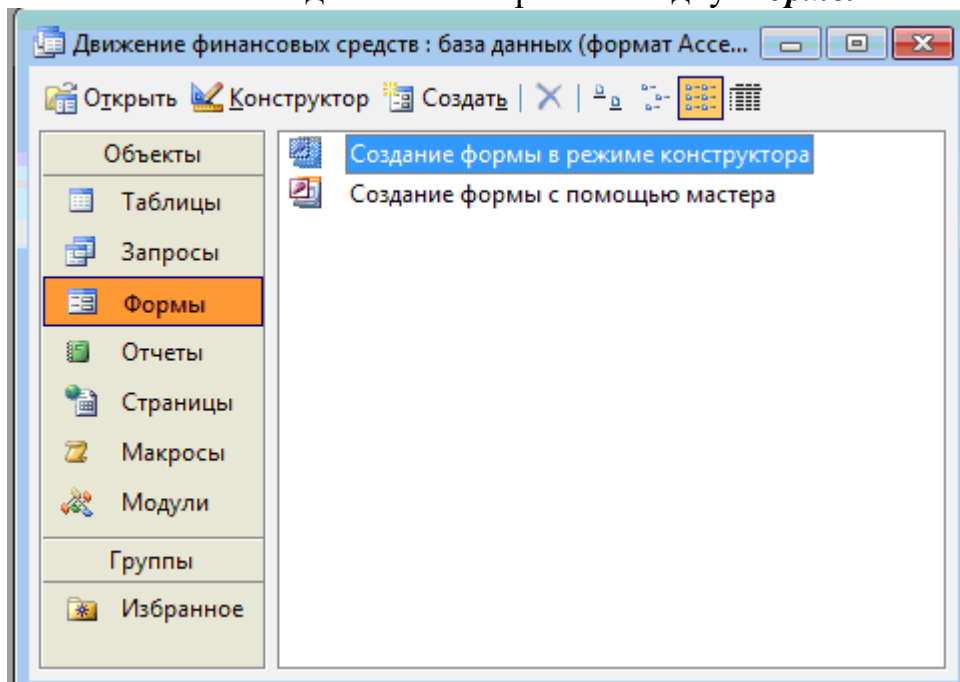 Движение финансовых средств : база данных (формат Acce...
Открыть Конструктор Создать
Объекты
Таблицы
Запросы
Формы
Отчеты
Страницы
Макросы
Модули
Группы
Избранное
Создание формы в режиме конструктора
Создание формы с помощью мастера